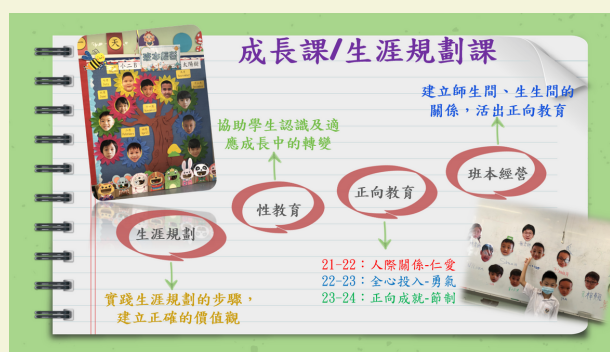 成長課/生涯規劃課
建立師生間、生生間的
關係，活出正向教育
協助學生認識及適
應成長中的轉變
班本經營
正向教育
性教育
生涯規劃
21-22：人際關係-仁愛
22-23：全心投入-勇氣
23-24：正向成就-節制
實踐生涯規劃的步驟，
建立正確的價值觀